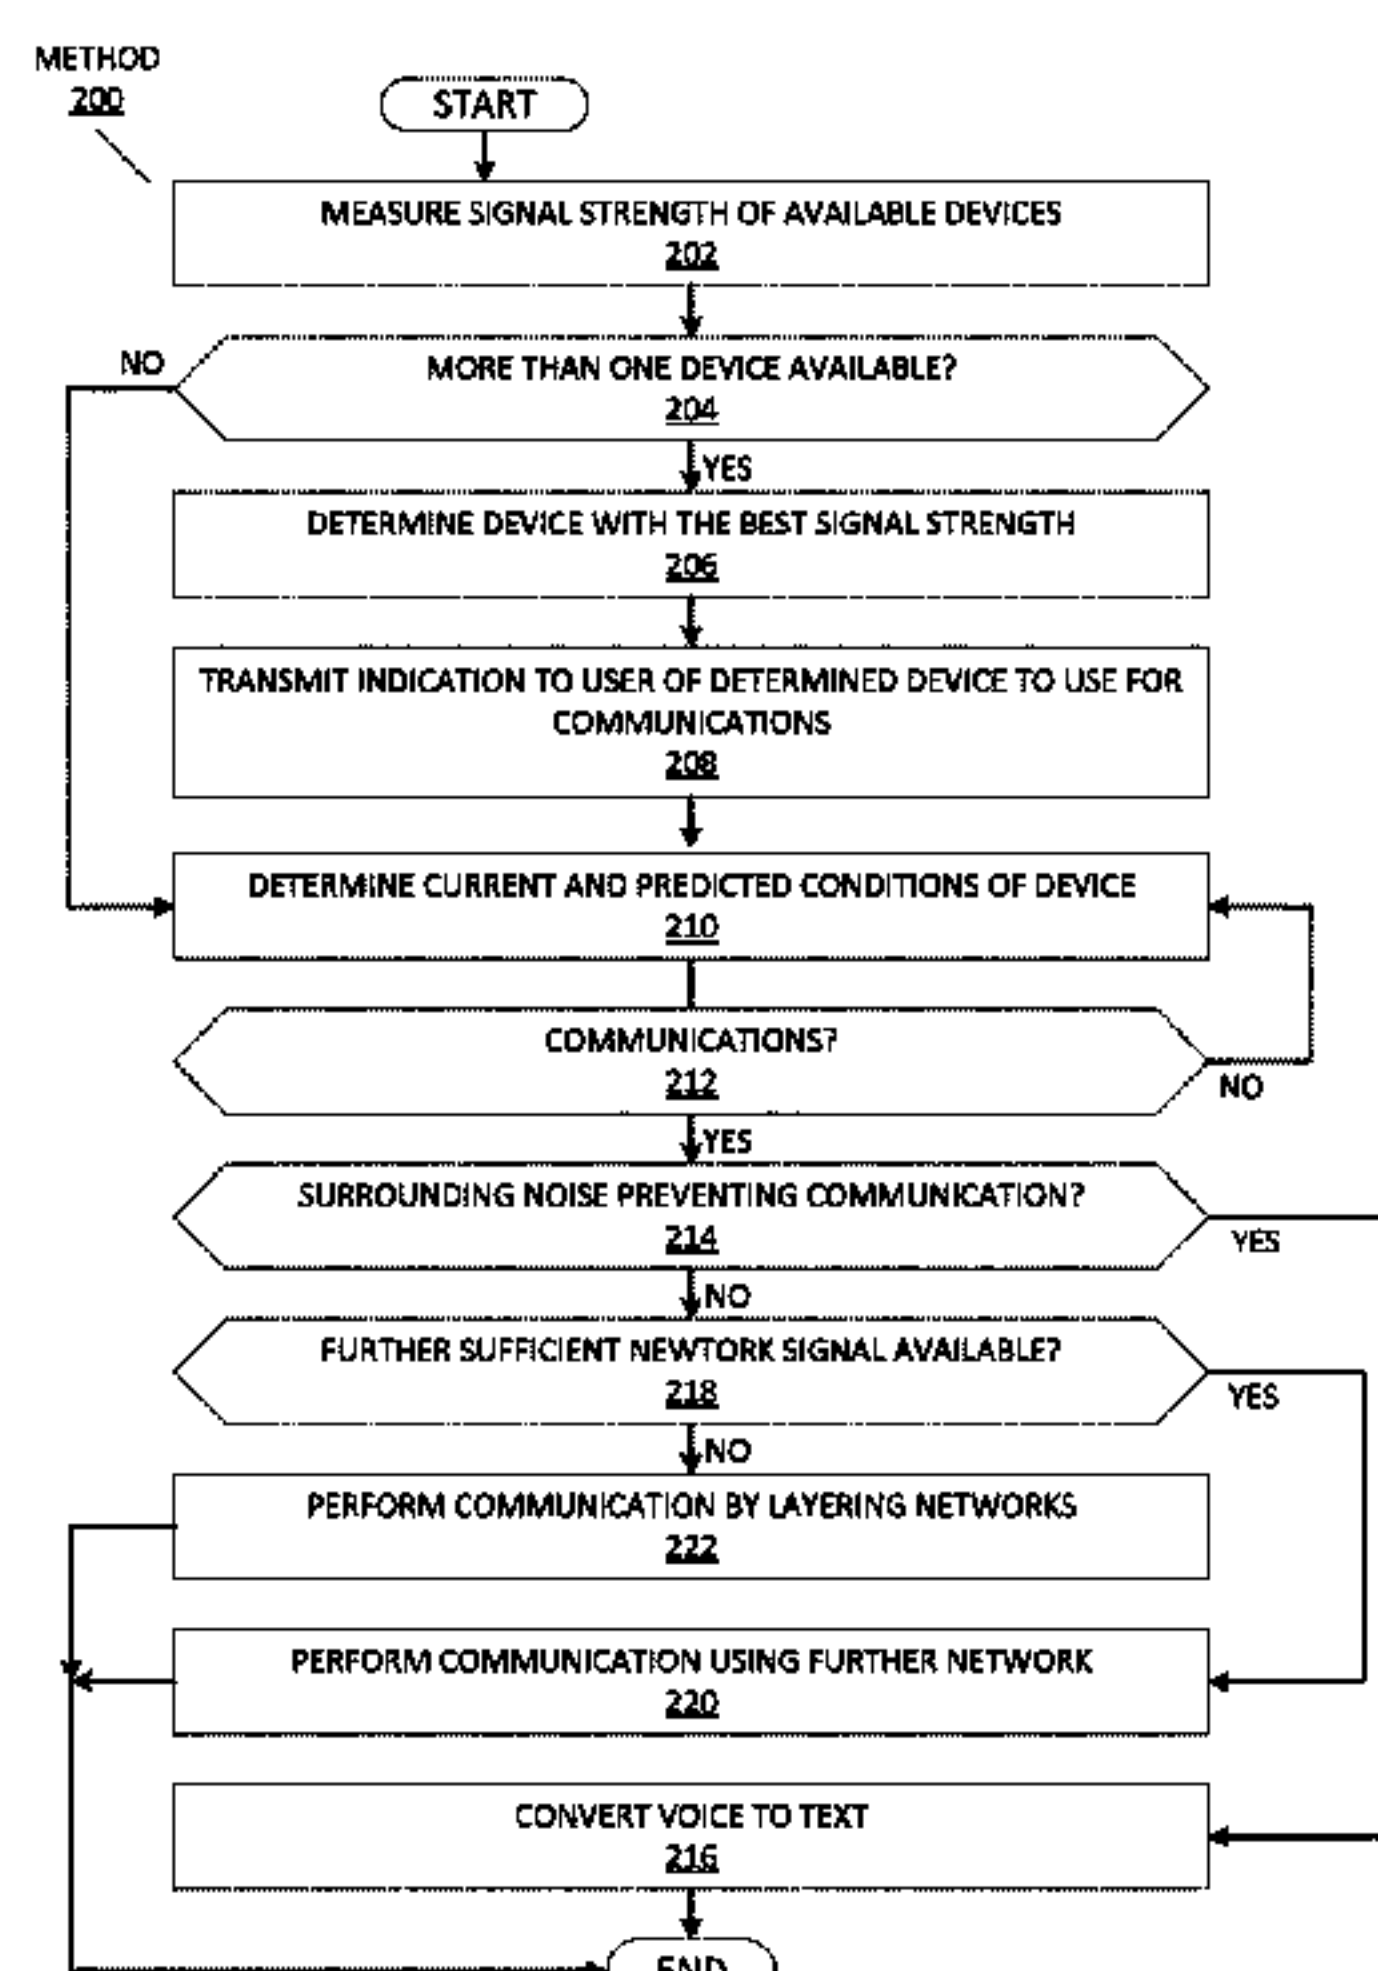 METHOD
200
START
MEASURE SIGNAL STRENGTH OF AVAILABLE DEVICES
202
NO
MORE THAN ONE DEVICE AVAILABLE?
204
YES
DETERMINE DEVICE WITH THE BEST SIGNAL STRENGTH
206
TRANSMIT INDICATION TO USER OF DETERMINED DEVICE TO USE FOR
COMMUNICATIONS
208
DETERMINE CURRENT AND PREDICTED CONDITIONS OF DEVICE
210
COMMUNICATIONS?
212
NO
YES
SURROUNDING NOISE PREVENTING COMMUNICATION?
214
YES
NO
FURTHER SUFFICIENT NEWTORK SIGNAL AVAILABLE?
218
YES
NO
PERFORM COMMUNICATION BY LAYERING NETWORKS
222
PERFORM COMMUNICATION USING FURTHER NETWORK
220
CONVERT VOICE TO TEXT
216
END